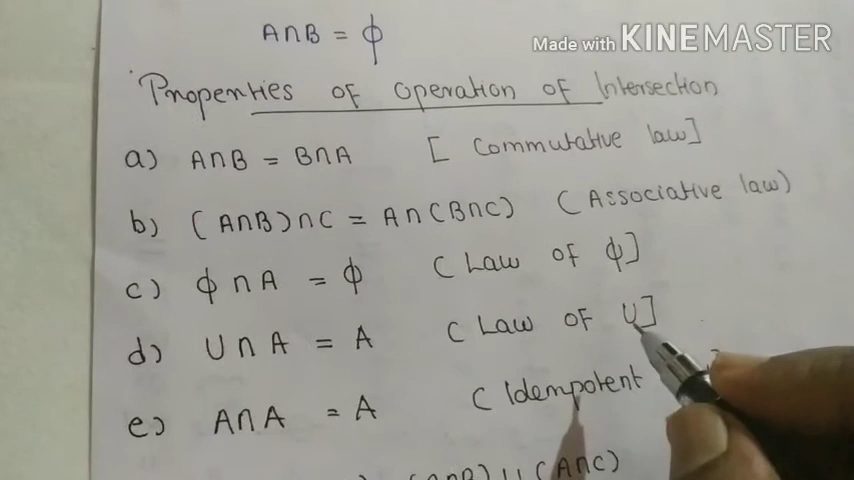 A∩B = ϕ
Made with KINEMASTER
Properties of operation of Intersection
a) A∩B = B∩A [ Commutative law]
b) (A∩B)∩C = A∩(B∩C) ( Associative law)
c) ϕ∩A = ϕ ( Law of ϕ]
d) U∩A = A ( Law of U]
e) A∩A = A ( Idempotent
(A∩B)∪(A∩C)